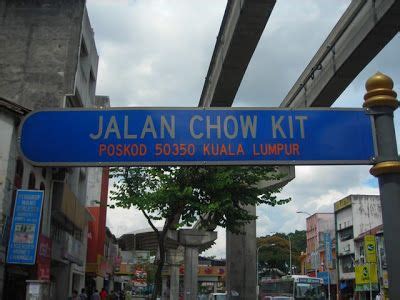 JALAN CHOW KIT
POSKOD 50350 KUALA LUMPUR